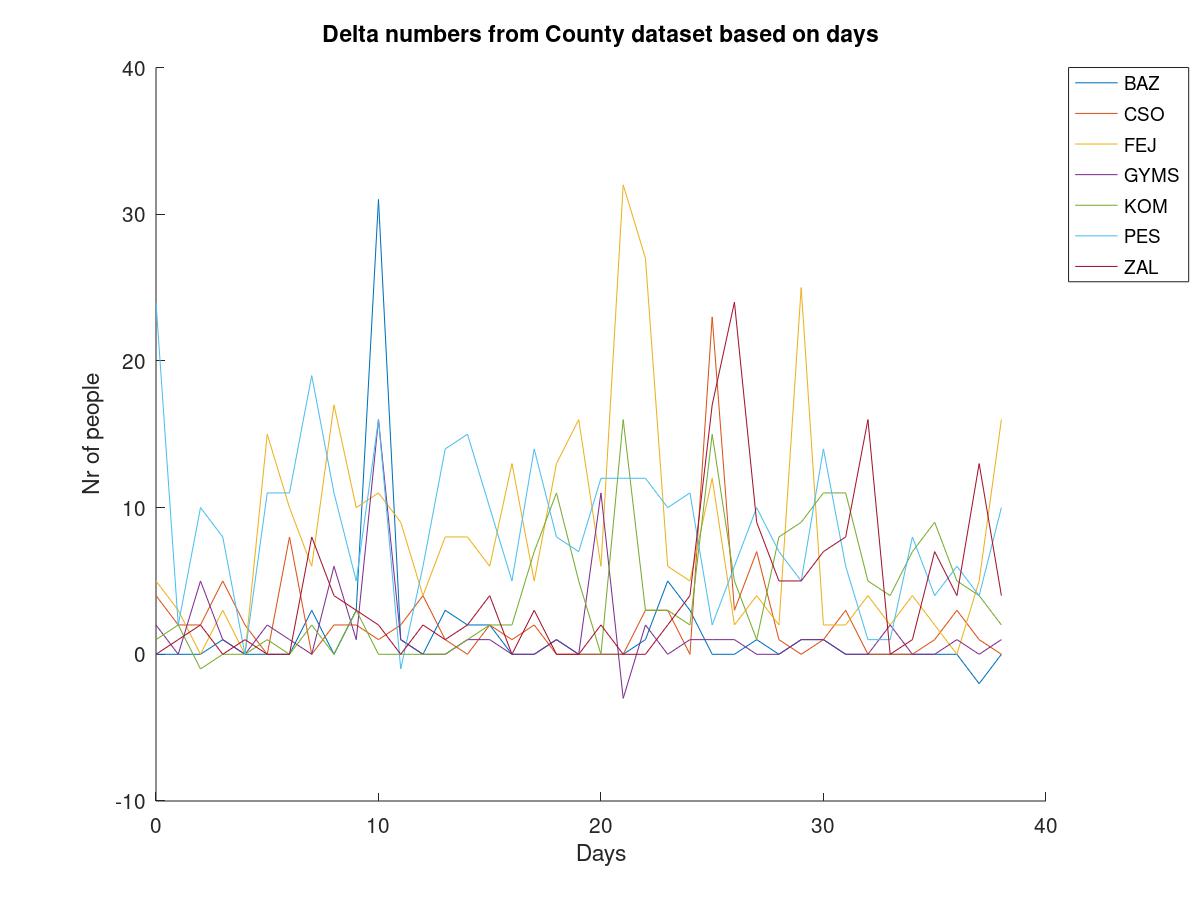 Delta numbers from County dataset based on days
40
30
20
10
0
-10
Nr of people
0 10 20 30 40
Days
BAZ
CSO
FEJ
GYMS
KOM
PES
ZAL